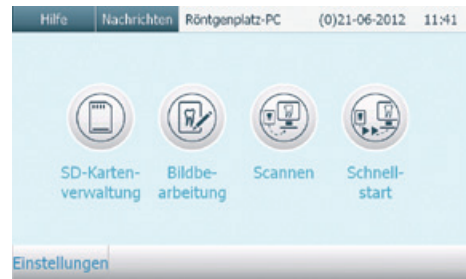 Hilfe Nachrichten Röntgenplatz-PC (0)21-06-2012 11:41
SD-Karten-
verwaltung
Bildbe-
arbeitung
Scannen
Schnell-
start
Einstellungen